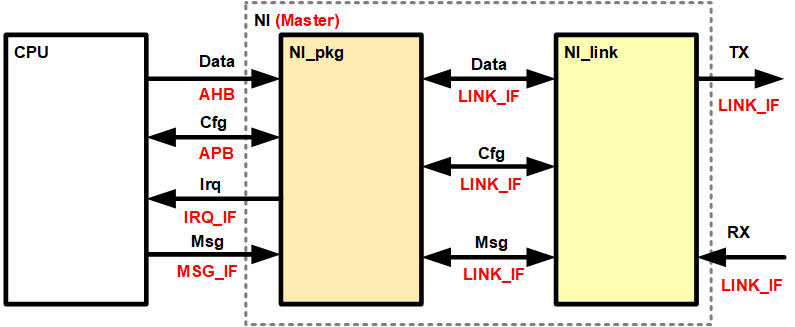 NI (Master)
CPU
NI_pkg
NI_link
Data
AHB
Cfg
APB
Irq
IRQ_IF
Msg
MSG_IF
Data
LINK_IF
Cfg
LINK_IF
Msg
LINK_IF
TX
LINK_IF
RX
LINK_IF